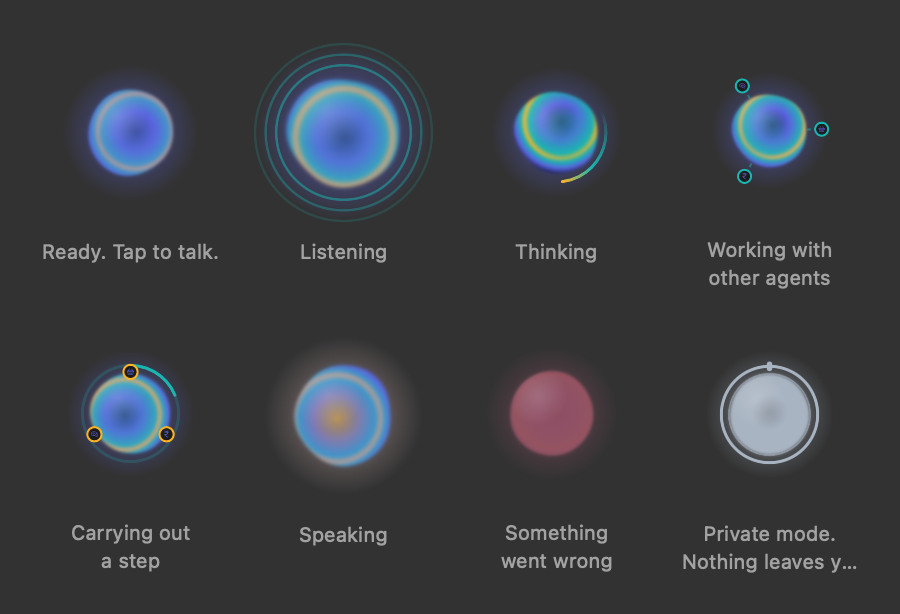 Ready. Tap to talk.
Listening
Thinking
Working with
other agents
Carrying out
a step
Speaking
Something
went wrong
Private mode.
Nothing leaves y...